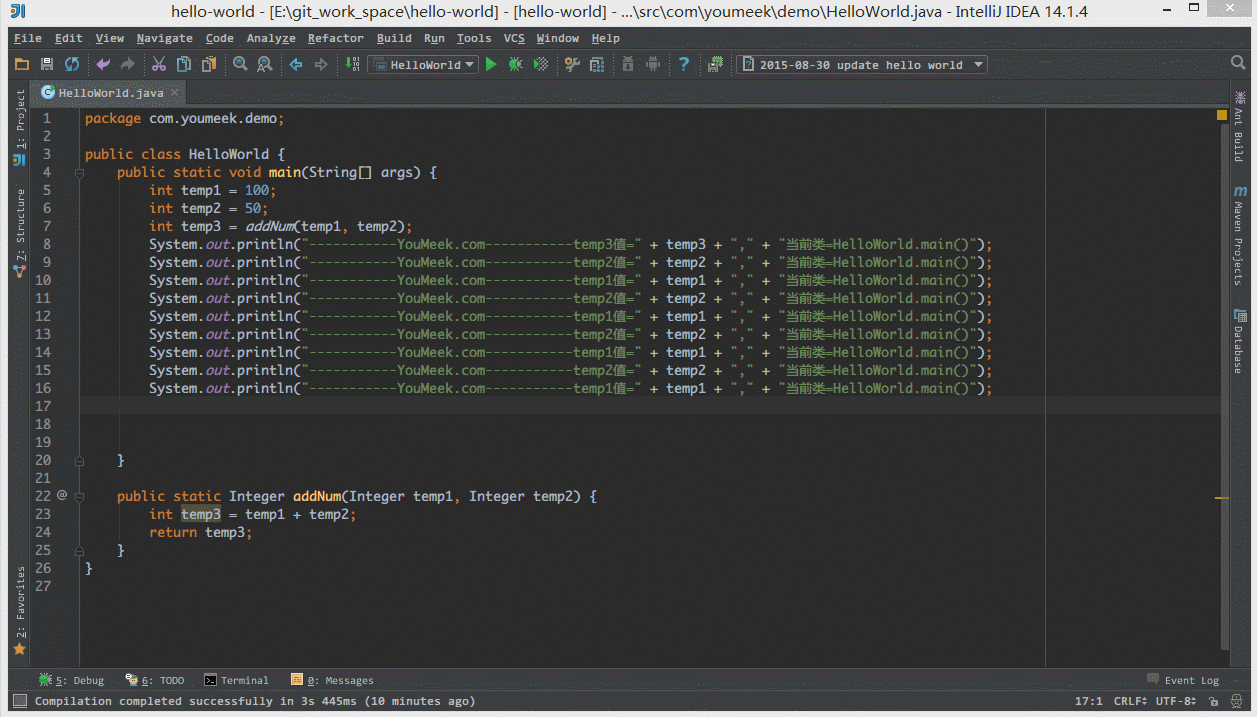 hello-world - [E:\git_work_space\hello-world] - [hello-world] - ...\src\com\youmeek\demo\HelloWorld.java - IntelliJ IDEA 14.1.4
File Edit View Navigate Code Analyze Refactor Build Run Tools VCS Window Help
HelloWorld 2015-08-30 update hello world
HelloWorld.java
1: Project
7: Structure
2: Favorites
1 package com.youmeek.demo;
2
3 public class HelloWorld {
4 public static void main(String[] args) {
5 int temp1 = 100;
6 int temp2 = 50;
7 int temp3 = addNum(temp1, temp2);
8 System.out.println("-----------YouMeek.com-----------temp3值=" + temp3 + "," + "当前类=HelloWorld.main()");
9 System.out.println("-----------YouMeek.com-----------temp2值=" + temp2 + "," + "当前类=HelloWorld.main()");
10 System.out.println("-----------YouMeek.com-----------temp1值=" + temp1 + "," + "当前类=HelloWorld.main()");
11 System.out.println("-----------YouMeek.com-----------temp2值=" + temp2 + "," + "当前类=HelloWorld.main()");
12 System.out.println("-----------YouMeek.com-----------temp1值=" + temp1 + "," + "当前类=HelloWorld.main()");
13 System.out.println("-----------YouMeek.com-----------temp2值=" + temp2 + "," + "当前类=HelloWorld.main()");
14 System.out.println("-----------YouMeek.com-----------temp1值=" + temp1 + "," + "当前类=HelloWorld.main()");
15 System.out.println("-----------YouMeek.com-----------temp2值=" + temp2 + "," + "当前类=HelloWorld.main()");
16 System.out.println("-----------YouMeek.com-----------temp1值=" + temp1 + "," + "当前类=HelloWorld.main()");
17
18
19
20 }
21
22 @ public static Integer addNum(Integer temp1, Integer temp2) {
23 int temp3 = temp1 + temp2;
24 return temp3;
25 }
26 }
27
Ant Build
Maven Projects
Database
5: Debug 6: TODO Terminal 0: Messages Event Log
Compilation completed successfully in 3s 445ms (10 minutes ago) 17:1 CRLF UTF-8